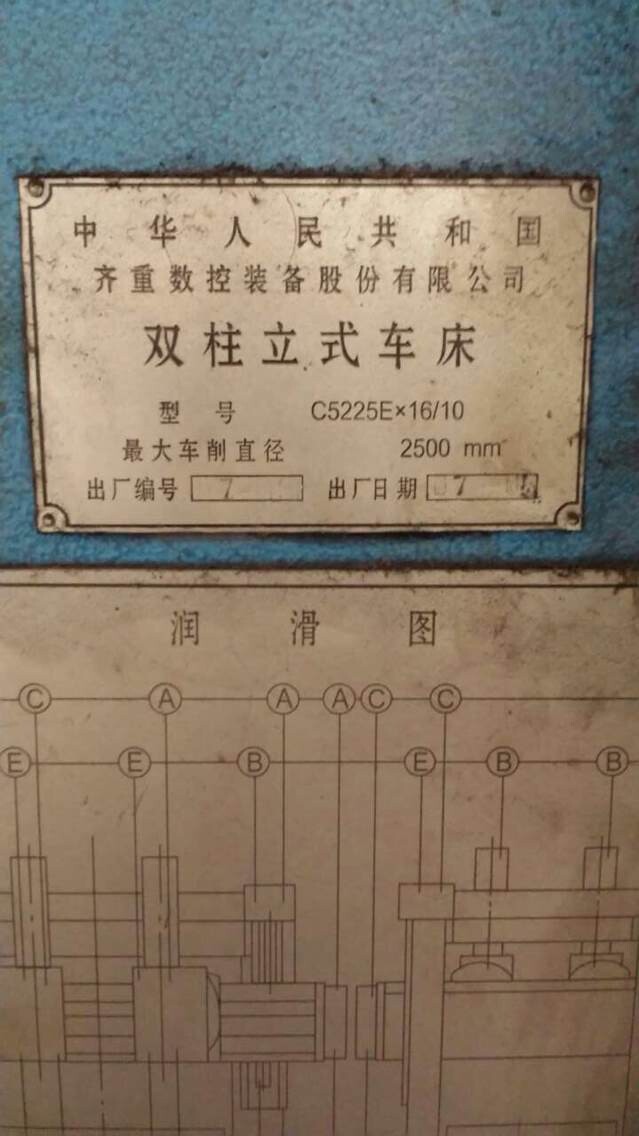 中华人民共和国
齐重数控装备股份有限公司
双柱立式车床
型号 C5225E×16/10
最大车削直径 2500 mm
出厂编号 7 出厂日期 07
润滑图
C A A A C C
E E B E B B